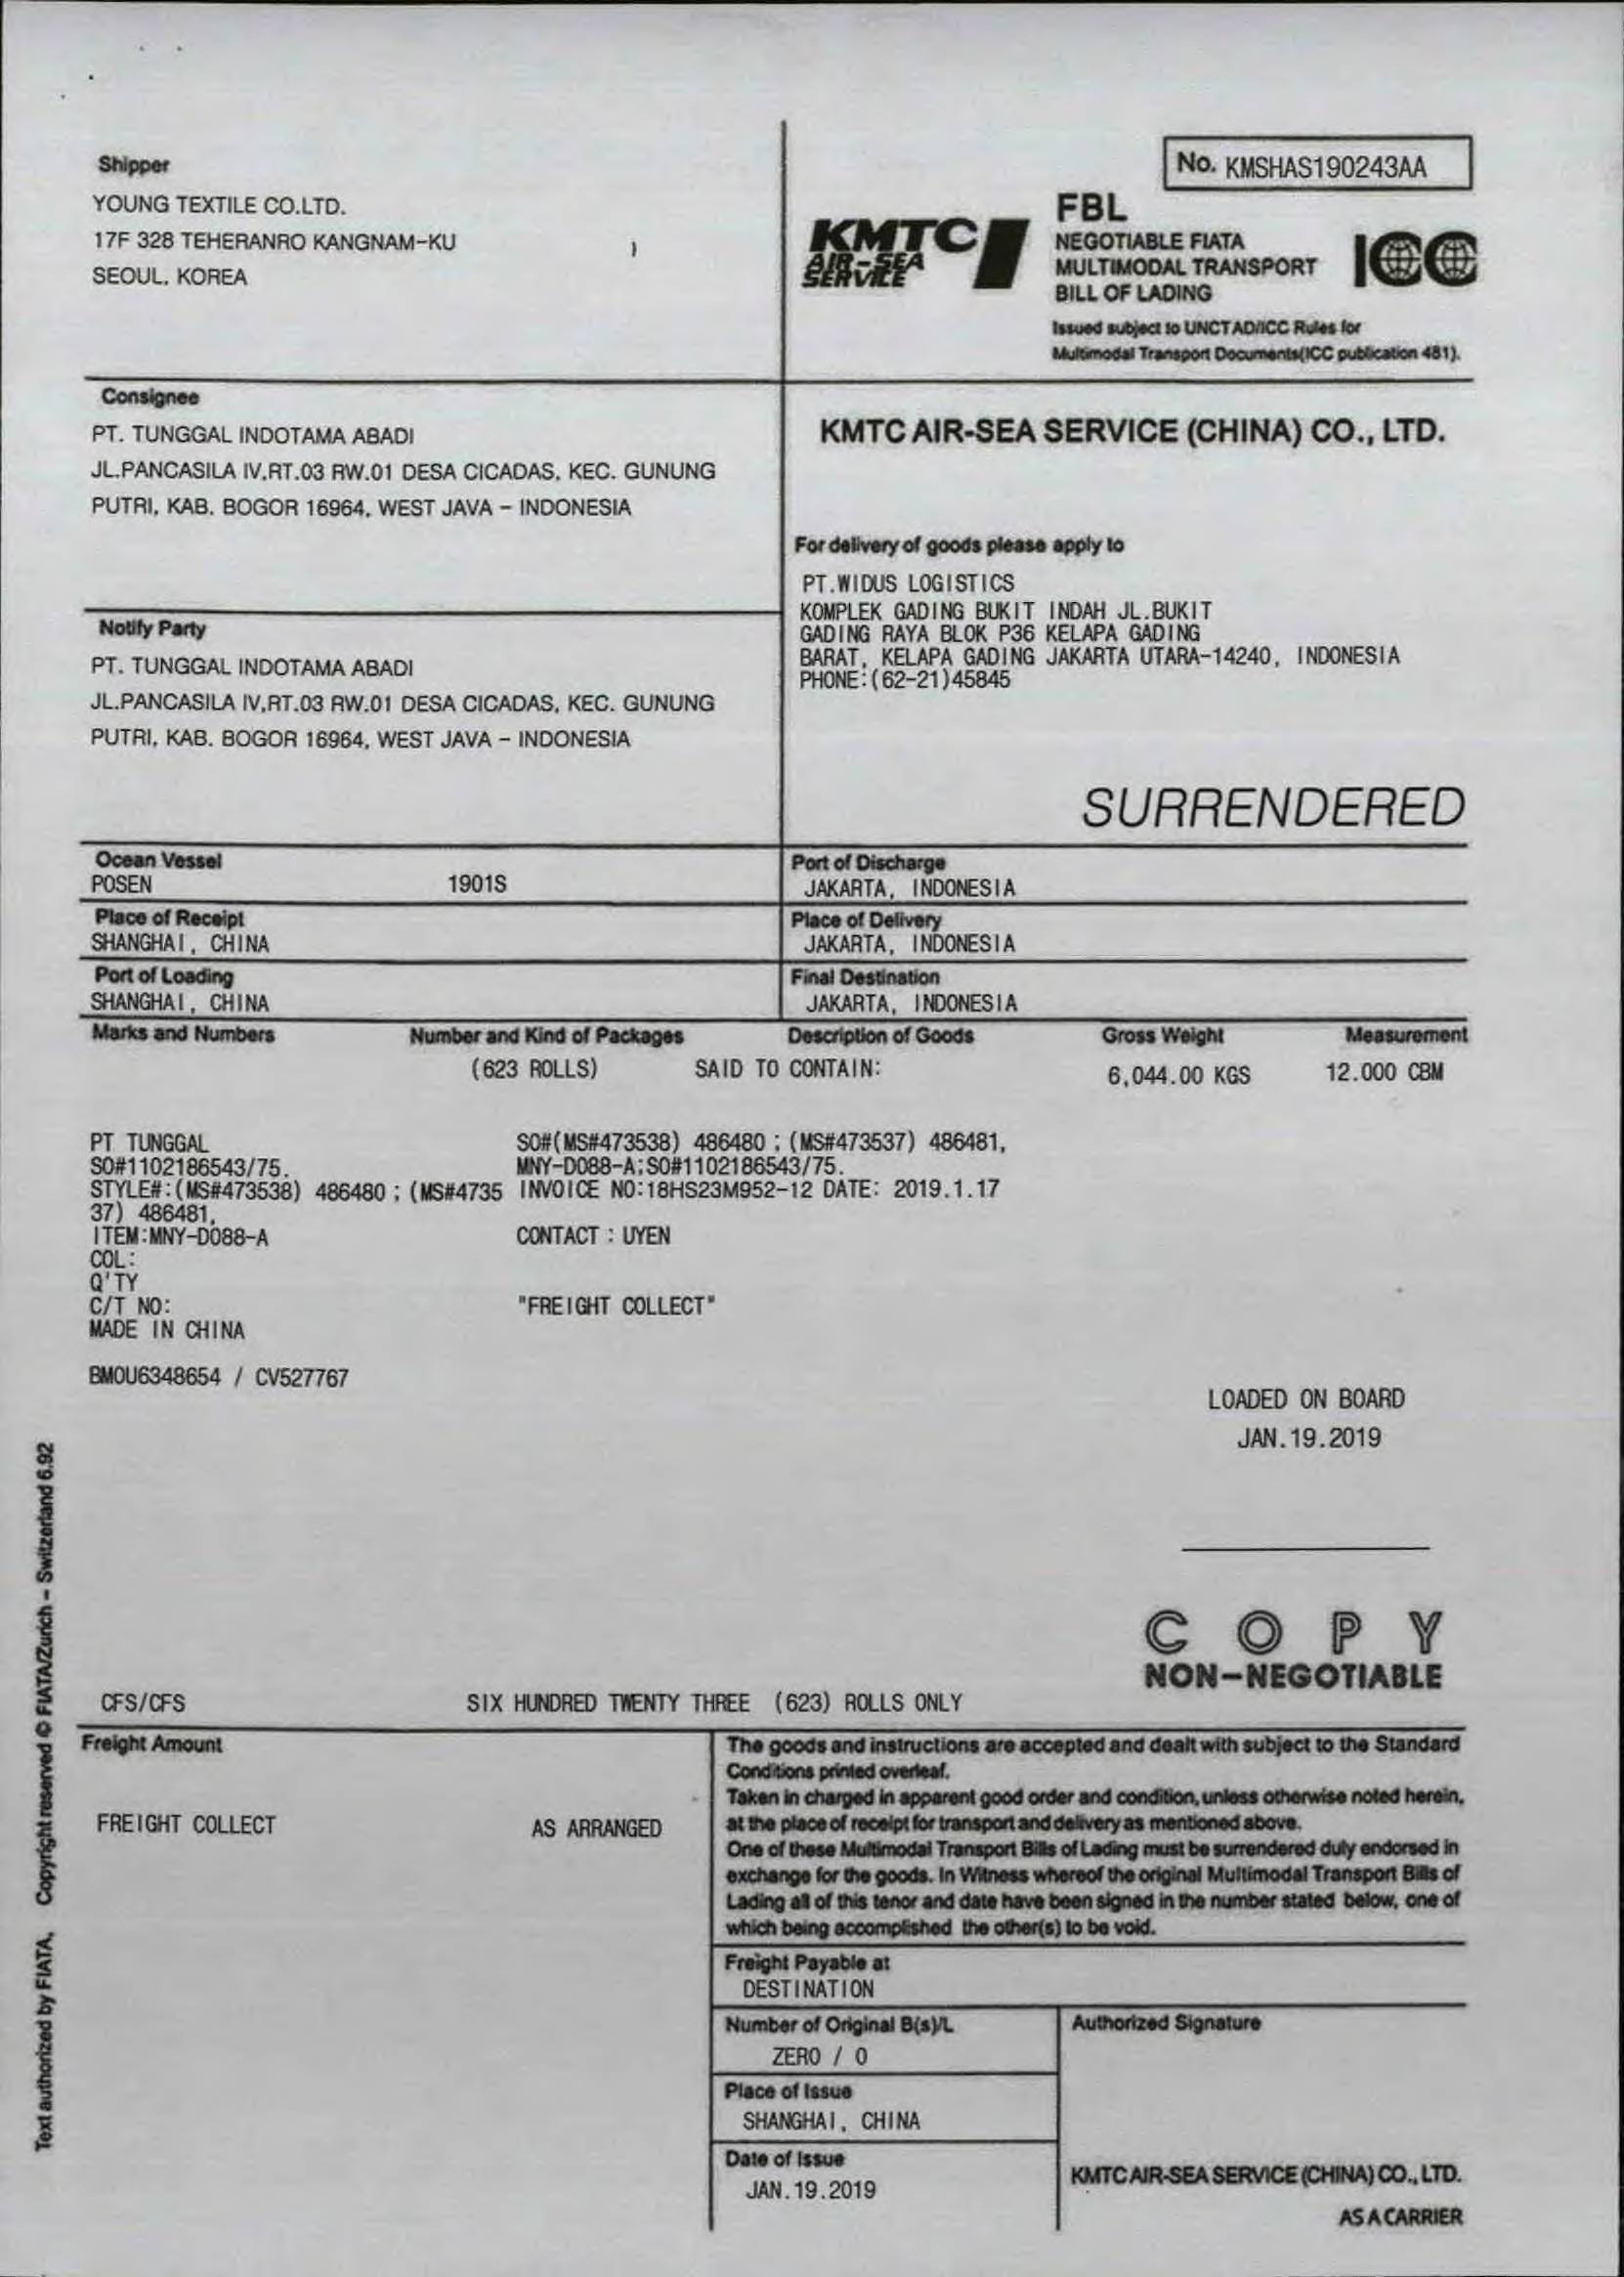 Shipper
YOUNG TEXTILE CO.LTD.
17F 328 TEHERANRO KANGNAM-KU
SEOUL, KOREA
No. KMSHAS190243AA
KMTC
AIR-SEA
SERVICE
FBL
NEGOTIABLE FIATA
MULTIMODAL TRANSPORT
BILL OF LADING
ICC
Issued subject to UNCTAD/ICC Rules for
Multimodal Transport Documents(ICC publication 481).
Consignee
PT. TUNGGAL INDOTAMA ABADI
JL.PANCASILA IV,RT.03 RW.01 DESA CICADAS, KEC. GUNUNG
PUTRI, KAB. BOGOR 16964, WEST JAVA - INDONESIA
KMTC AIR-SEA SERVICE (CHINA) CO., LTD.
For delivery of goods please apply to
PT.WIDUS LOGISTICS
KOMPLEK GADING BUKIT INDAH JL.BUKIT
GADING RAYA BLOK P36 KELAPA GADING
BARAT, KELAPA GADING JAKARTA UTARA-14240, INDONESIA
PHONE:(62-21)45845
Notify Party
PT. TUNGGAL INDOTAMA ABADI
JL.PANCASILA IV,RT.03 RW.01 DESA CICADAS, KEC. GUNUNG
PUTRI, KAB. BOGOR 16964, WEST JAVA - INDONESIA
SURRENDERED
Ocean Vessel
POSEN 1901S
Port of Discharge
JAKARTA, INDONESIA
Place of Receipt
SHANGHAI, CHINA
Place of Delivery
JAKARTA, INDONESIA
Port of Loading
SHANGHAI, CHINA
Final Destination
JAKARTA, INDONESIA
Marks and Numbers Number and Kind of Packages Description of Goods Gross Weight Measurement
(623 ROLLS) SAID TO CONTAIN: 6,044.00 KGS 12.000 CBM
PT TUNGGAL
SO#1102186543/75.
STYLE#:(MS#473538) 486480 ; (MS#4735
37) 486481,
ITEM:MNY-D088-A
COL:
Q'TY
C/T NO:
MADE IN CHINA
BMOU6348654 / CV527767
SO#(MS#473538) 486480 ; (MS#473537) 486481,
MNY-D088-A;SO#1102186543/75.
INVOICE NO:18HS23M952-12 DATE: 2019.1.17
CONTACT : UYEN
"FREIGHT COLLECT"
LOADED ON BOARD
JAN.19.2019
COPY
NON-NEGOTIABLE
CFS/CFS SIX HUNDRED TWENTY THREE (623) ROLLS ONLY
Freight Amount
FREIGHT COLLECT AS ARRANGED
The goods and instructions are accepted and dealt with subject to the Standard
Conditions printed overleaf.
Taken in charged in apparent good order and condition, unless otherwise noted herein,
at the place of receipt for transport and delivery as mentioned above.
One of these Multimodal Transport Bills of Lading must be surrendered duly endorsed in
exchange for the goods. In Witness whereof the original Multimodal Transport Bills of
Lading all of this tenor and date have been signed in the number stated below, one of
which being accomplished the other(s) to be void.
Freight Payable at
DESTINATION
Number of Original B(s)/L
ZERO / 0
Place of Issue
SHANGHAI, CHINA
Date of Issue
JAN.19.2019
Authorized Signature
KMTC AIR-SEA SERVICE (CHINA) CO., LTD.
AS A CARRIER
Text authorized by FIATA, Copyright reserved © FIATA/Zurich - Switzerland 6.92